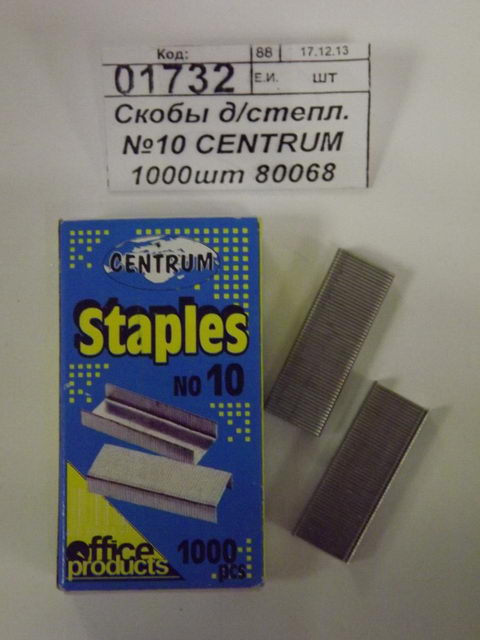 Код: 88 17.12.13
01732 Е.И. шт
Скобы д/степл.
№10 CENTRUM
1000шт 80068
CENTRUM
Staples
NO 10
Office
products
1000
pcs